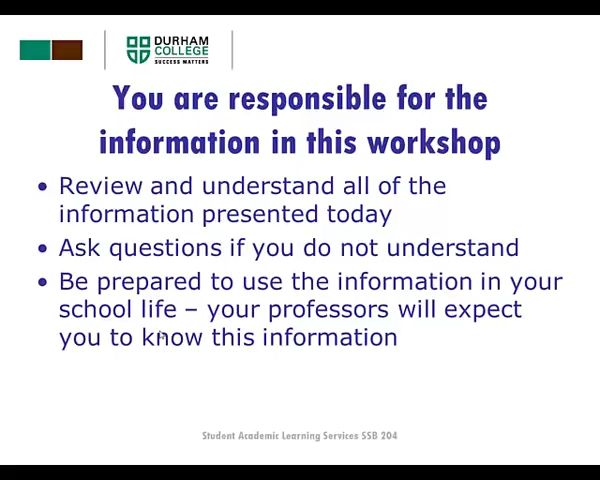 DURHAM
COLLEGE
SUCCESS MATTERS
You are responsible for the
information in this workshop
• Review and understand all of the
information presented today
• Ask questions if you do not understand
• Be prepared to use the information in your
school life – your professors will expect
you to know this information
Student Academic Learning Services SSB 204